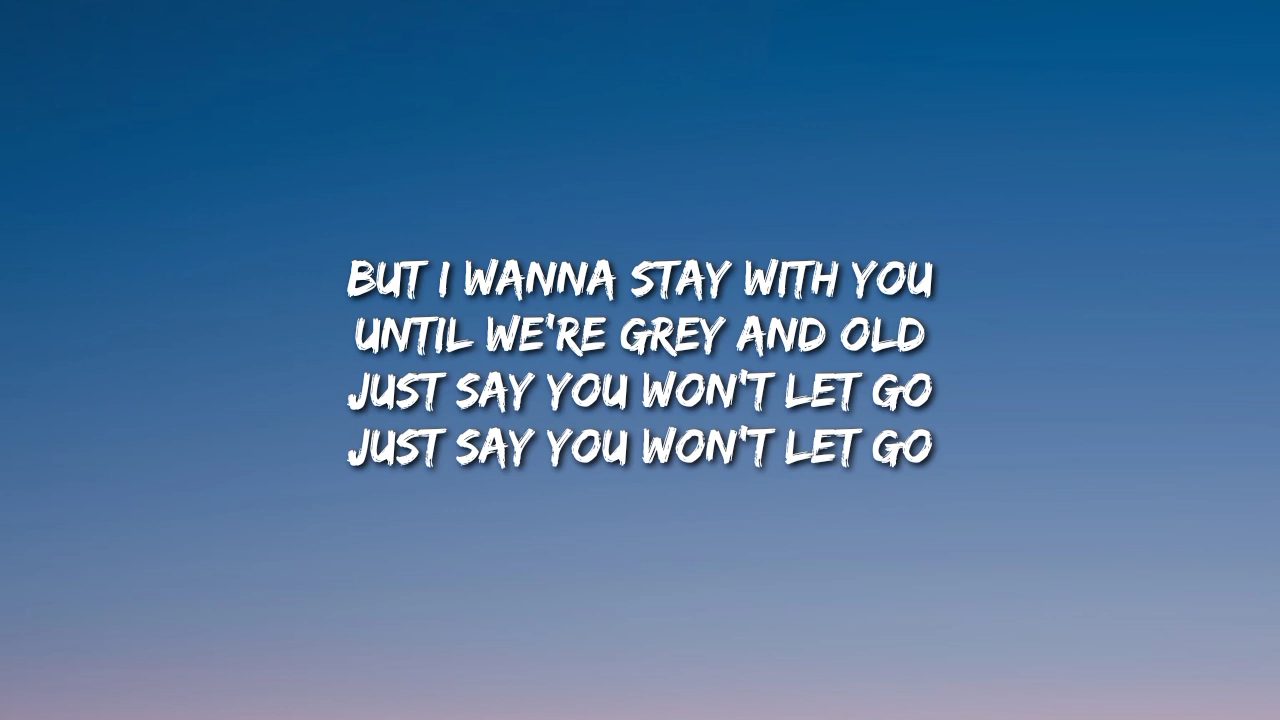 BUT I WANNA STAY WITH YOU
UNTIL WE'RE GREY AND OLD
JUST SAY YOU WON'T LET GO
JUST SAY YOU WON'T LET GO